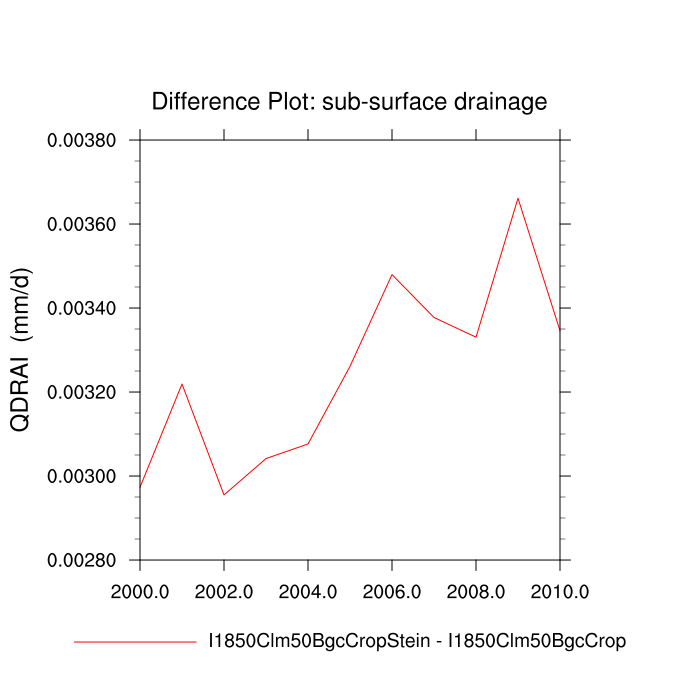 Difference Plot: sub-surface drainage
0.00380
0.00360
0.00340
0.00320
0.00300
0.00280
QDRAI (mm/d)
2000.0 2002.0 2004.0 2006.0 2008.0 2010.0
I1850Clm50BgcCropStein - I1850Clm50BgcCrop